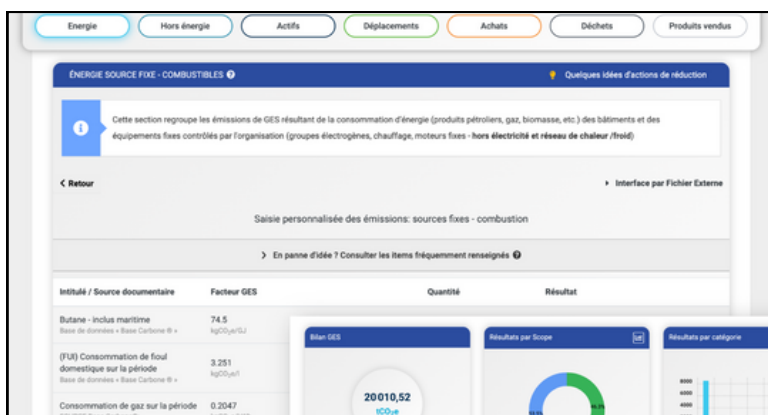 Energie Hors énergie Actifs Déplacements Achats Déchets Produits vendus
ÉNERGIE SOURCE FIXE - COMBUSTIBLES ? Quelques idées d'actions de réduction
Cette section regroupe les émissions de GES résultant de la consommation d'énergie (produits pétroliers, gaz, biomasse, etc.) des bâtiments et des
équipements fixes contrôlés par l'organisation (groupes électrogènes, chauffage, moteurs fixes - hors électricité et réseau de chaleur /froid)
< Retour Interface par Fichier Externe
Saisie personnalisée des émissions: sources fixes - combustion
> En panne d'idée ? Consulter les items fréquemment renseignés ?
Intitulé / Source documentaire Facteur GES Quantité Résultat
Butane - inclus maritime 74.5
Base de données « Base Carbone ® » kgCO₂e/GJ
(FUI) Consommation de fioul
domestique sur la période 3.251
Base de données « Base Carbone ® » kgCO₂e/l
Consommation de gaz sur la période 0.2047
Bilan GES Résultats par Scope Résultats par catégorie
20 010,52
tCO₂e
8000
6000
4000